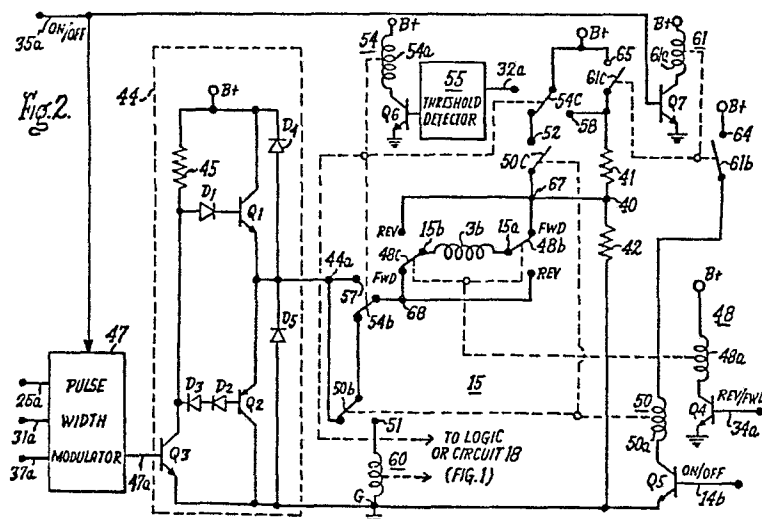 35a
ON/OFF
Fig.2.
44
B+
45
D1
Q1
D4
44a
D5
D3
D2
Q2
47
26a
31a
37a
PULSE
WIDTH
MODULATOR
47a
Q3
B+
54
54a
Q6
55
THRESHOLD
DETECTOR
32a
B+
65
61c
54c
58
52
50c
67
41
40
42
REV
FWD
15b
3b
15a
48c
48b
FWD
REV
57
54b
68
50b
51
15
60
G
TO LOGIC
OR CIRCUIT 18
(FIG.1)
B+
61
61a
Q7
B+
64
61b
B+
48
48a
REV/FWD
Q4
34a
50
50a
ON/OFF
Q5
14b